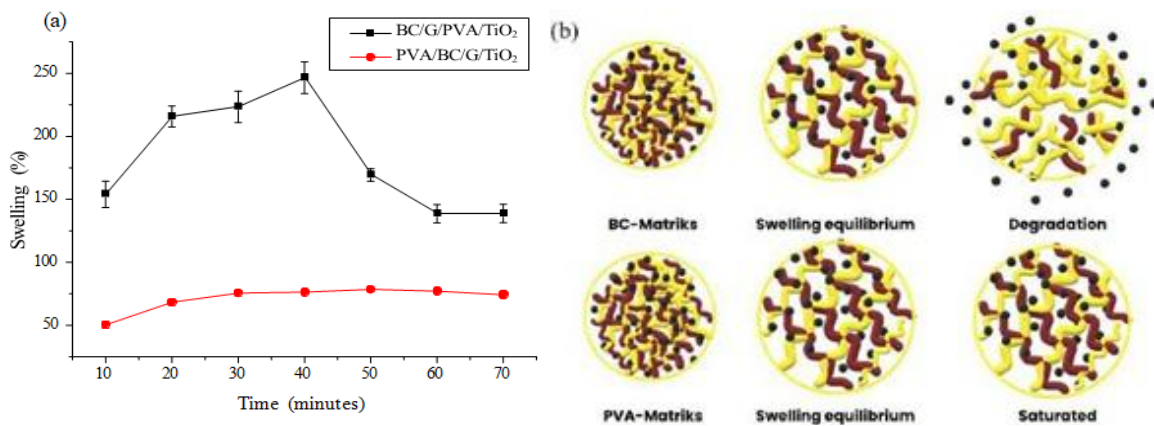 (a)
BC/G/PVA/TiO₂
PVA/BC/G/TiO₂
250
200
150
100
50
Swelling (%)
10 20 30 40 50 60 70
Time (minutes)
(b)
BC-Matriks Swelling equilibrium Degradation
PVA-Matriks Swelling equilibrium Saturated